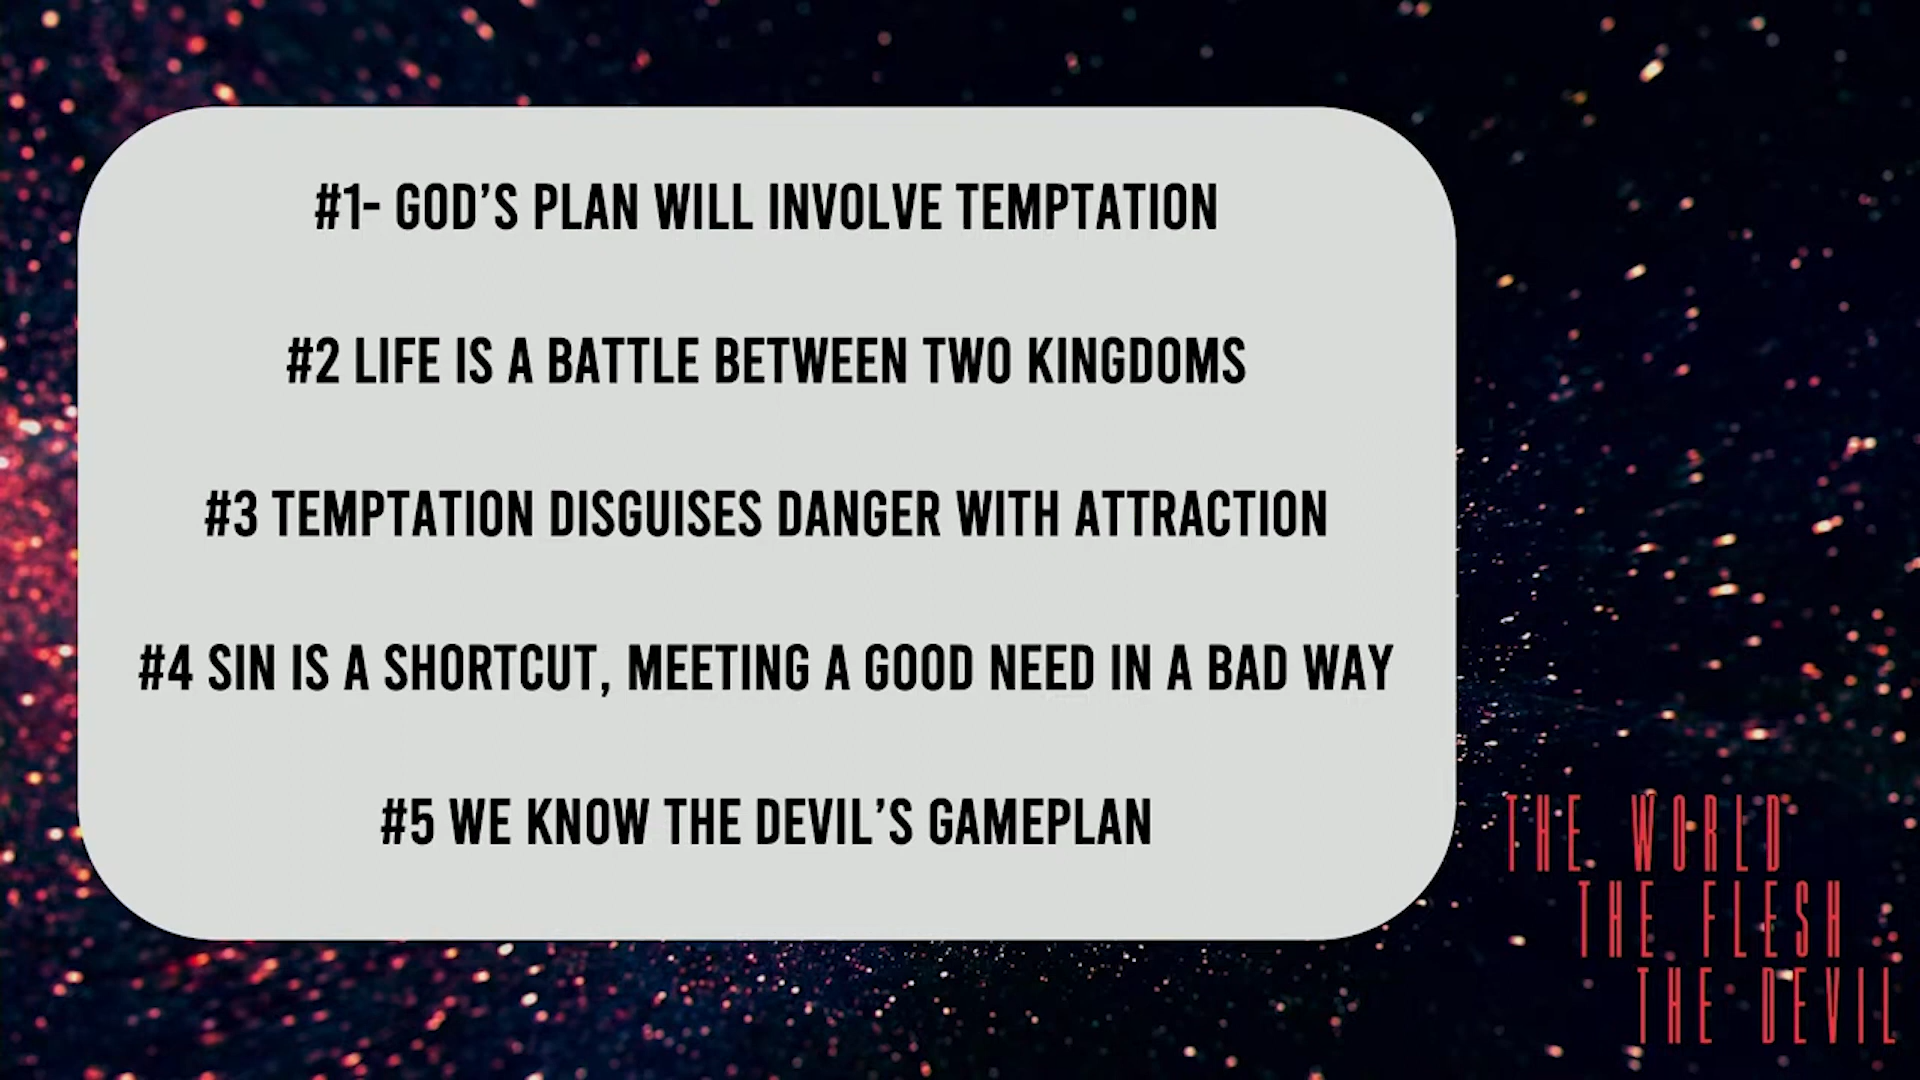 #1- GOD’S PLAN WILL INVOLVE TEMPTATION
#2 LIFE IS A BATTLE BETWEEN TWO KINGDOMS
#3 TEMPTATION DISGUISES DANGER WITH ATTRACTION
#4 SIN IS A SHORTCUT, MEETING A GOOD NEED IN A BAD WAY
#5 WE KNOW THE DEVIL’S GAMEPLAN
THE WORLD
THE FLESH
THE DEVIL